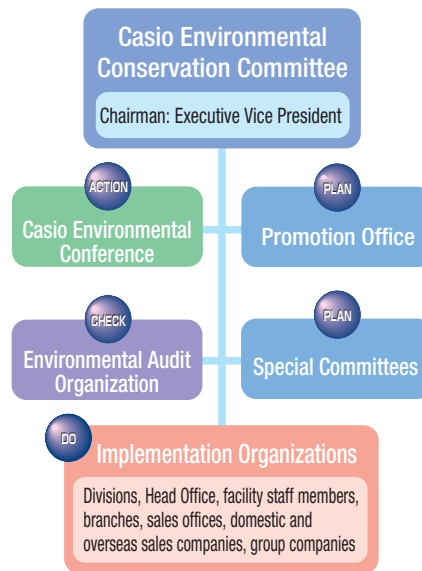 Casio Environmental
Conservation Committee
Chairman: Executive Vice President
ACTION
Casio Environmental
Conference
PLAN
Promotion Office
CHECK
Environmental Audit
Organization
PLAN
Special Committees
DO
Implementation Organizations
Divisions, Head Office, facility staff members,
branches, sales offices, domestic and
overseas sales companies, group companies